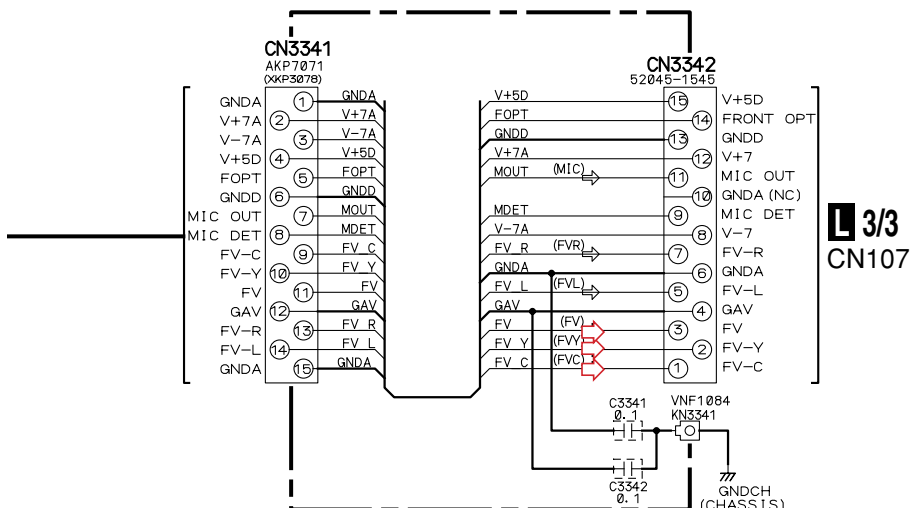 CN3341
AKP7071
(XKP3078)
CN3342
52045-1545
GNDA 1 GNDA
V+7A 2 V+7A
V-7A 3 V-7A
V+5D 4 V+5D
FOPT 5 FOPT
GNDD 6 GNDD
MIC OUT 7 MOUT
MIC DET 8 MDET
FV-C 9 FV_C
FV-Y 10 FV_Y
FV 11 FV
GAV 12 GAV
FV-R 13 FV R
FV-L 14 FV L
GNDA 15 GNDA
V+5D 15 V+5D
FOPT 14 FRONT OPT
GNDD 13 GNDD
V+7A 12 V+7
MOUT (MIC) 11 MIC OUT
10 GNDA (NC)
MDET 9 MIC DET
V-7A 8 V-7
FV_R (FVR) 7 FV-R
GNDA 6 GNDA
FV_L (FVL) 5 FV-L
GAV 4 GAV
FV (FV) 3 FV
FV Y (FVY) 2 FV-Y
FV C (FVC) 1 FV-C
L 3/3
CN107
C3341
0.1
VNF1084
KN3341
C3342
0.1
GNDCH
(CHASSIS)